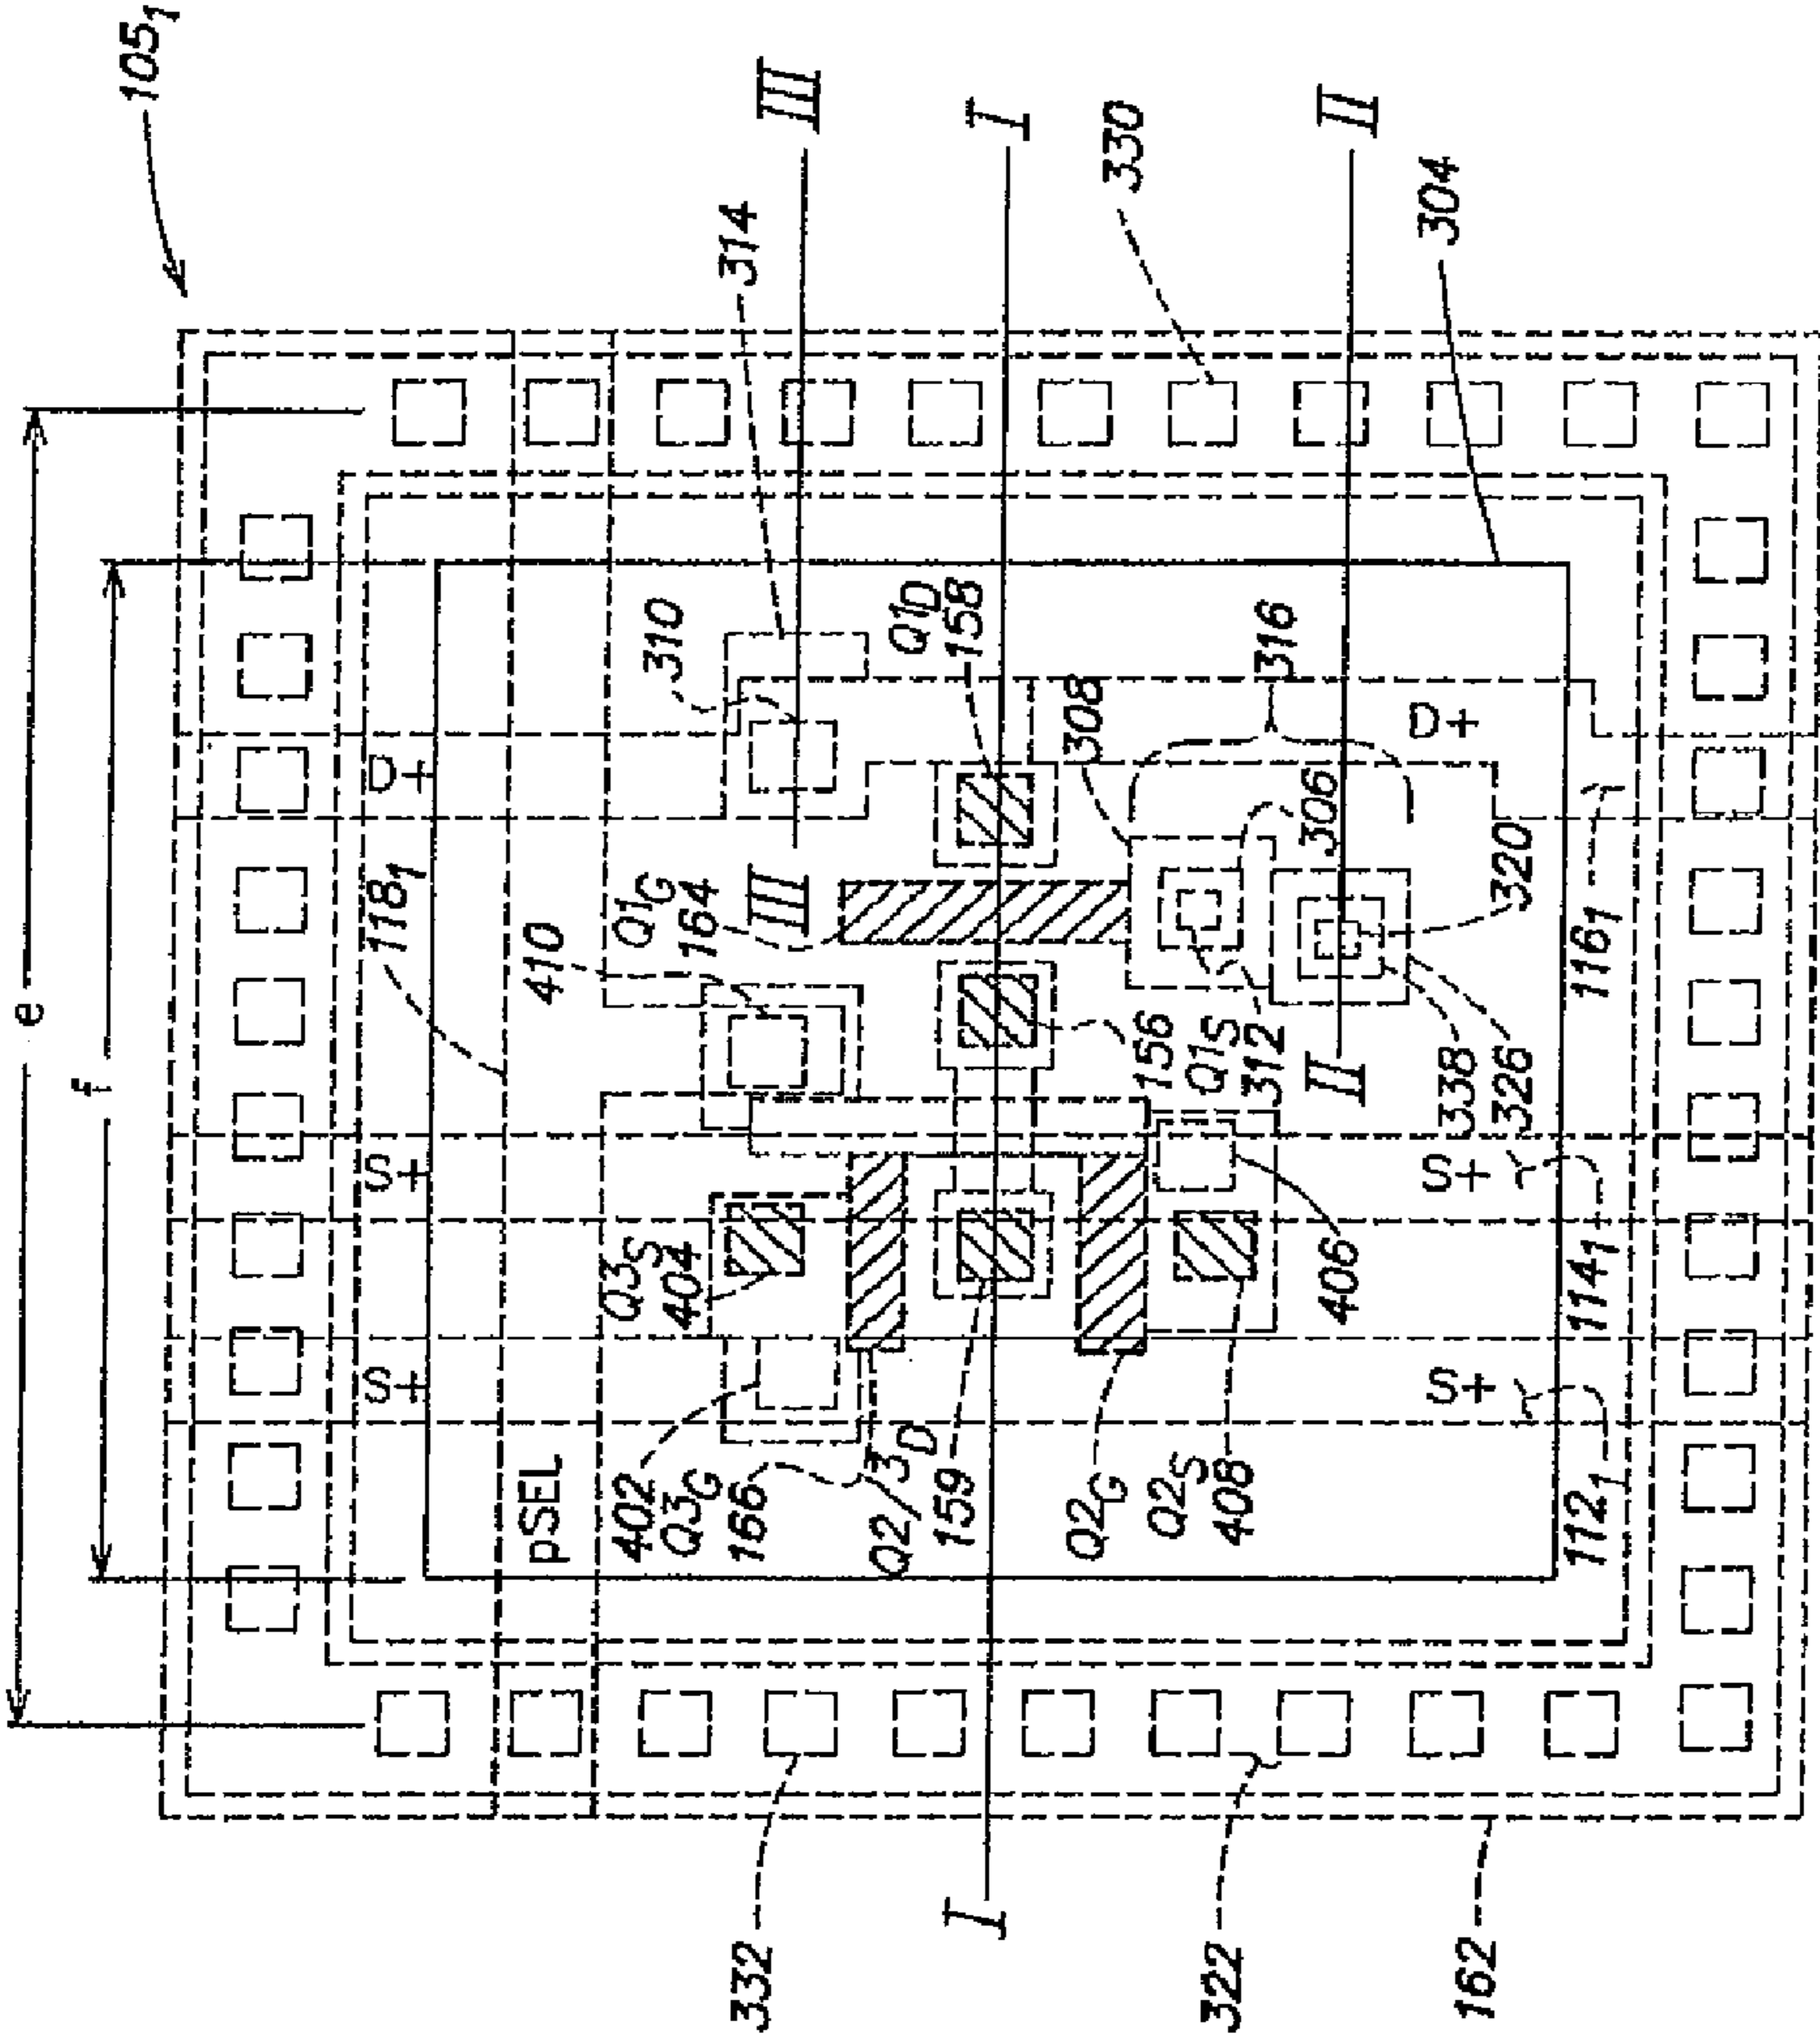 105₁
e
f
III
I
II
314
330
304
310
Q1D
158
316
308
306
D+
D+
118₁
410
Q1G
164
III
320
116₁
156
Q1S
312
II
338
326
S+
S+
Q3S
404
406
114₁
S+
S+
pSEL
402
Q3G
166
Q2/3D
159
Q2G
Q2S
408
112₁
I
332
322
162